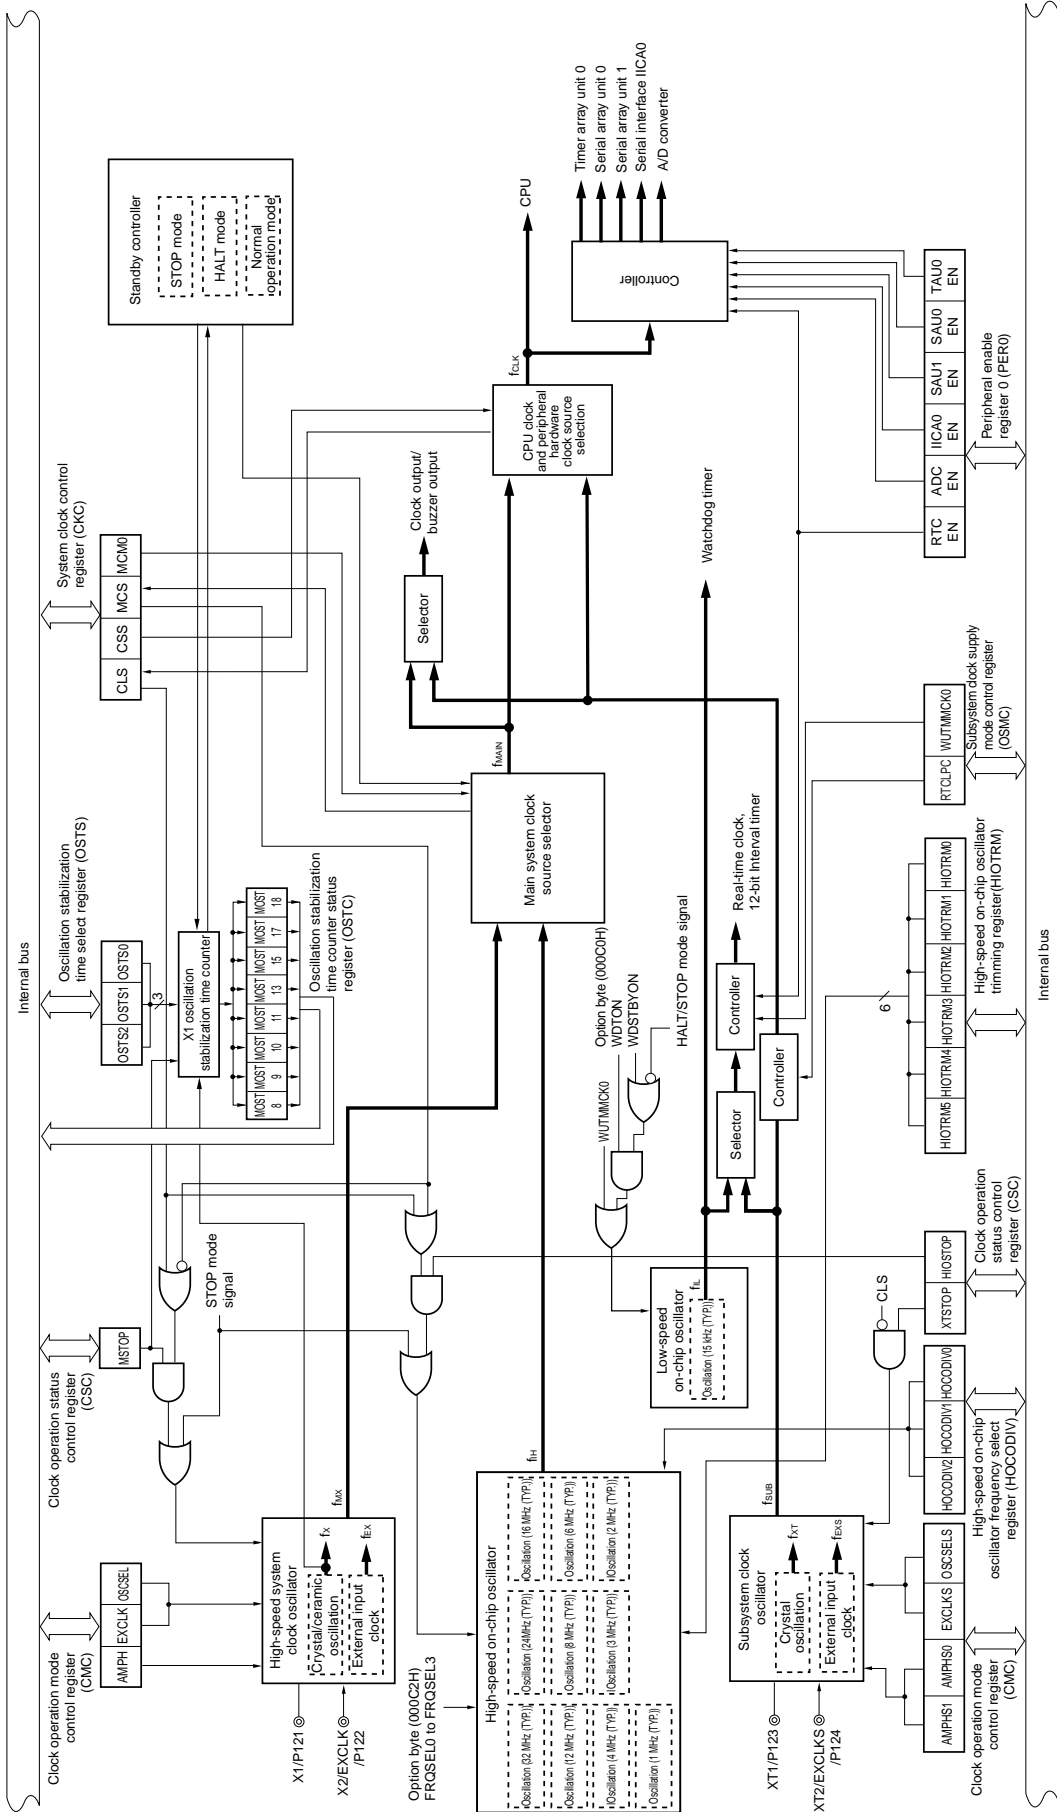 Internal bus
Clock operation mode
control register
(CMC)
AMPH
EXCLK
OSCSEL
Clock operation status
control register
(CSC)
MSTOP
Oscillation stabilization
time select register (OSTS)
OSTS2
OSTS1
OSTS0
3
System clock control
register (CKC)
CLS
CSS
MCS
MCM0
Standby controller
STOP mode
HALT mode
Normal
operation mode
X1 oscillation
stabilization time counter
MOST
8
MOST
9
MOST
10
MOST
11
MOST
13
MOST
15
MOST
17
MOST
18
Oscillation stabilization
time counter status
register (OSTC)
STOP mode
signal
X1/P121
X2/EXCLK
/P122
High-speed system
clock oscillator
Crystal/ceramic
oscillation
fX
External input
clock
fEX
fMX
Option byte (000C2H)
FRQSEL0 to FRQSEL3
High-speed on-chip oscillator
Oscillation (32 MHz (TYP.))
Oscillation (24MHz (TYP.))
Oscillation (16 MHz (TYP.))
Oscillation (12 MHz (TYP.))
Oscillation (8 MHz (TYP.))
Oscillation (6 MHz (TYP.))
Oscillation (4 MHz (TYP.))
Oscillation (3 MHz (TYP.))
Oscillation (2 MHz (TYP.))
Oscillation (1 MHz (TYP.))
fIH
Main system clock
source selector
fMAIN
Selector
Clock output/
buzzer output
CPU clock
and peripheral
hardware
clock source
selection
fCLK
CPU
Controller
Timer array unit 0
Serial array unit 0
Serial array unit 1
Serial interface IICA0
A/D converter
Option byte (000C0H)
WDTON
WDSTBYON
WUTMMCK0
HALT/STOP mode signal
Low-speed
on-chip oscillator
Oscillation (15 kHz (TYP.))
fIL
Watchdog timer
Selector
Controller
Real-time clock,
12-bit Interval timer
Controller
XT1/P123
XT2/EXCLKS
/P124
Subsystem clock
oscillator
Crystal
oscillation
fXT
External input
clock
fEXS
fSUB
CLS
6
AMPHS1
AMPHS0
EXCLKS
OSCSELS
Clock operation mode
control register
(CMC)
HOCODIV2
HOCODIV1
HOCODIV0
High-speed on-chip
oscillator frequency select
register (HOCODIV)
XTSTOP
HIOSTOP
Clock operation
status control
register (CSC)
HIOTRM5
HIOTRM4
HIOTRM3
HIOTRM2
HIOTRM1
HIOTRM0
High-speed on-chip oscillator
trimming register(HIOTRM)
RTCLPC
WUTMMCK0
Subsystem clock supply
mode control register
(OSMC)
RTC
EN
ADC
EN
IICA0
EN
SAU1
EN
SAU0
EN
TAU0
EN
Peripheral enable
register 0 (PER0)
Internal bus